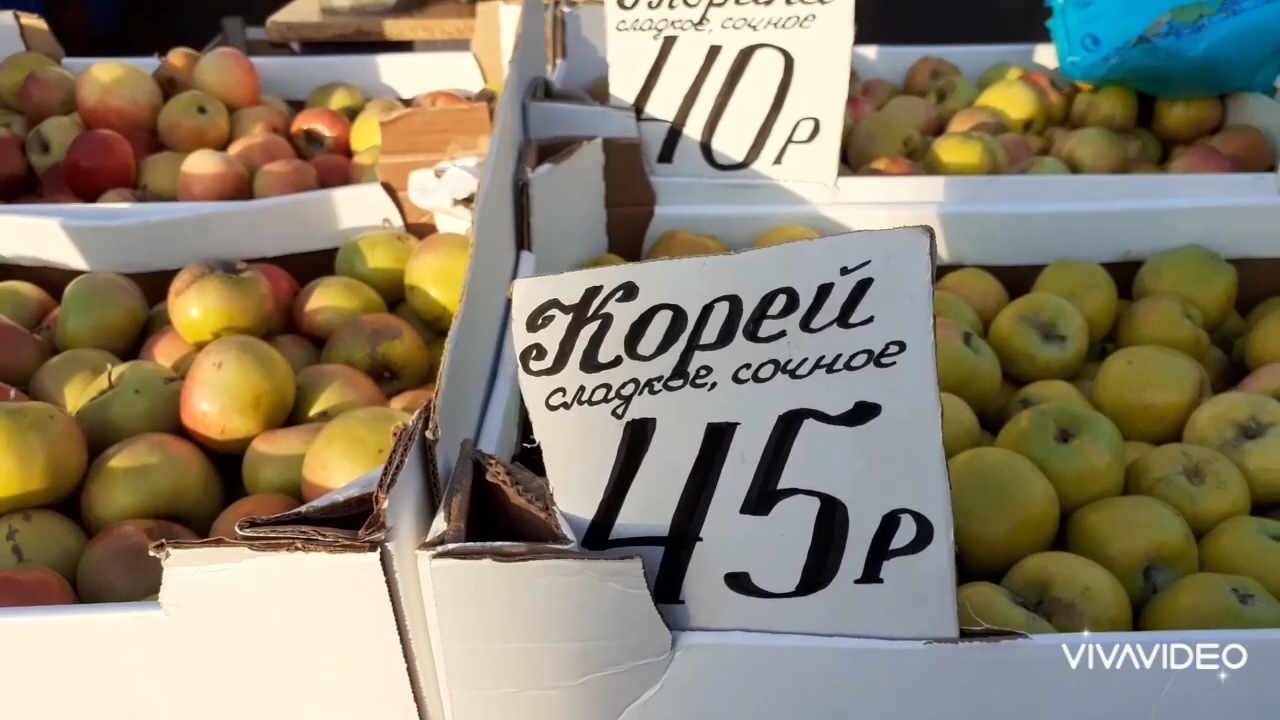 сладкое, сочное
40р
Корей
сладкое, сочное
45р
VIVAVIDEO